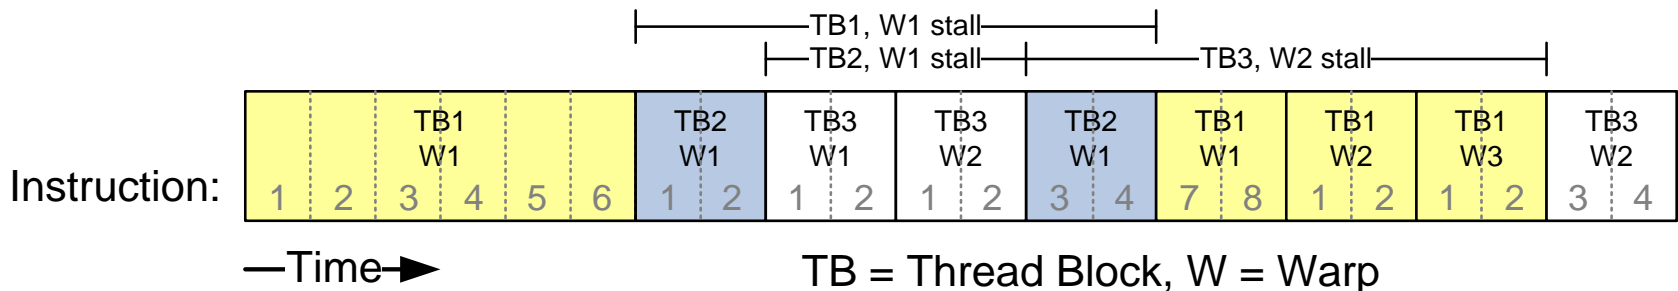 TB1, W1 stall
TB2, W1 stall
TB3, W2 stall
TB1 TB2 TB3 TB3 TB2 TB1 TB1 TB1 TB3
W1 W1 W1 W2 W1 W1 W2 W3 W2
Instruction: 1 2 3 4 5 6 1 2 1 2 1 2 3 4 7 8 1 2 1 2 3 4
Time
TB = Thread Block, W = Warp